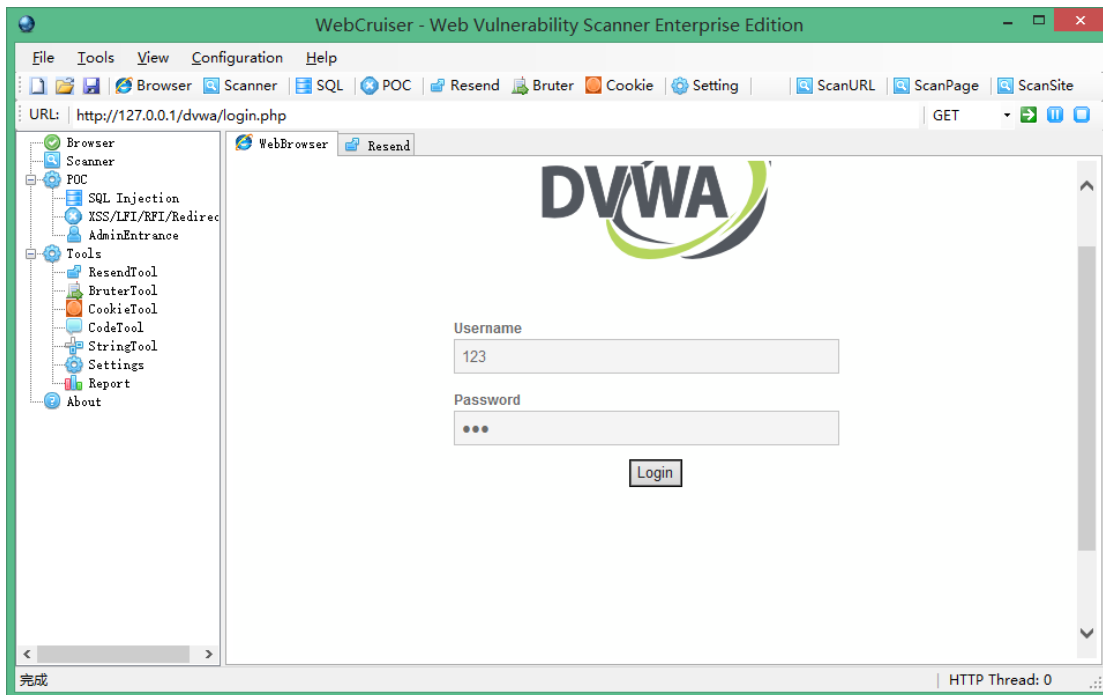 WebCruiser - Web Vulnerability Scanner Enterprise Edition
File Tools View Configuration Help
Browser Scanner SQL POC Resend Bruter Cookie Setting ScanURL ScanPage ScanSite
URL: http://127.0.0.1/dvwa/login.php GET
Browser
Scanner
POC
SQL Injection
XSS/LFI/RFI/Redirec
AdminEntrance
Tools
ResendTool
BruterTool
CookieTool
CodeTool
StringTool
Settings
Report
About
WebBrowser Resend
DVWA
Username
123
Password
•••
Login
完成 HTTP Thread: 0